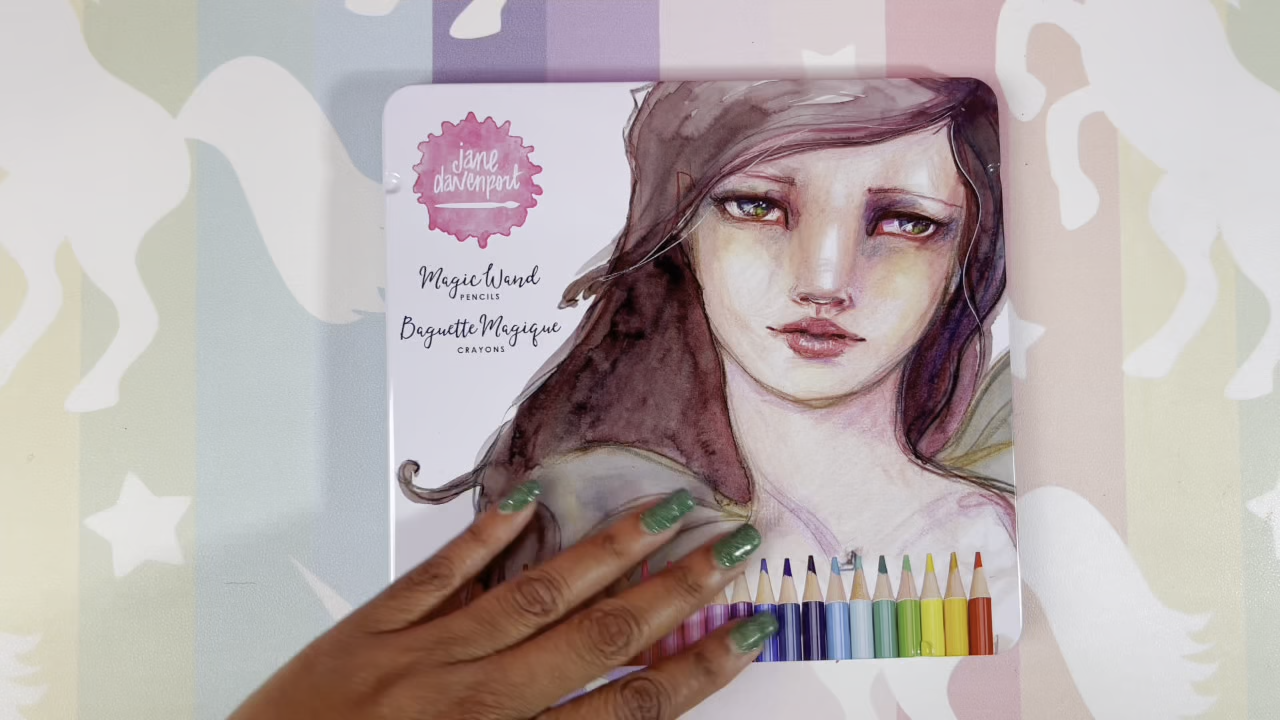 jane
davenport
Magic Wand
PENCILS
Baguette Magique
CRAYONS